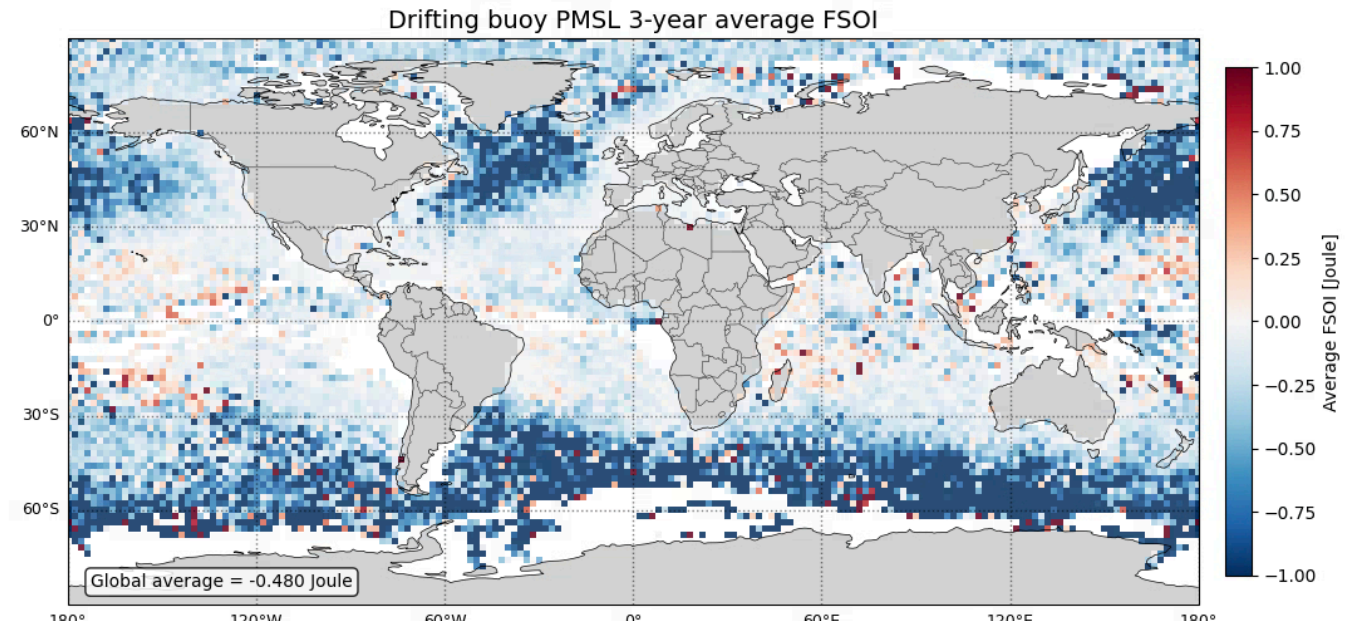 Drifting buoy PMSL 3-year average FSOI
60°N
30°N
0°
30°S
60°S
Global average = -0.480 Joule
180°
120°W
60°W
0°
60°E
120°E
180°
1.00
0.75
0.50
0.25
0.00
−0.25
−0.50
−0.75
−1.00
Average FSOI [Joule]